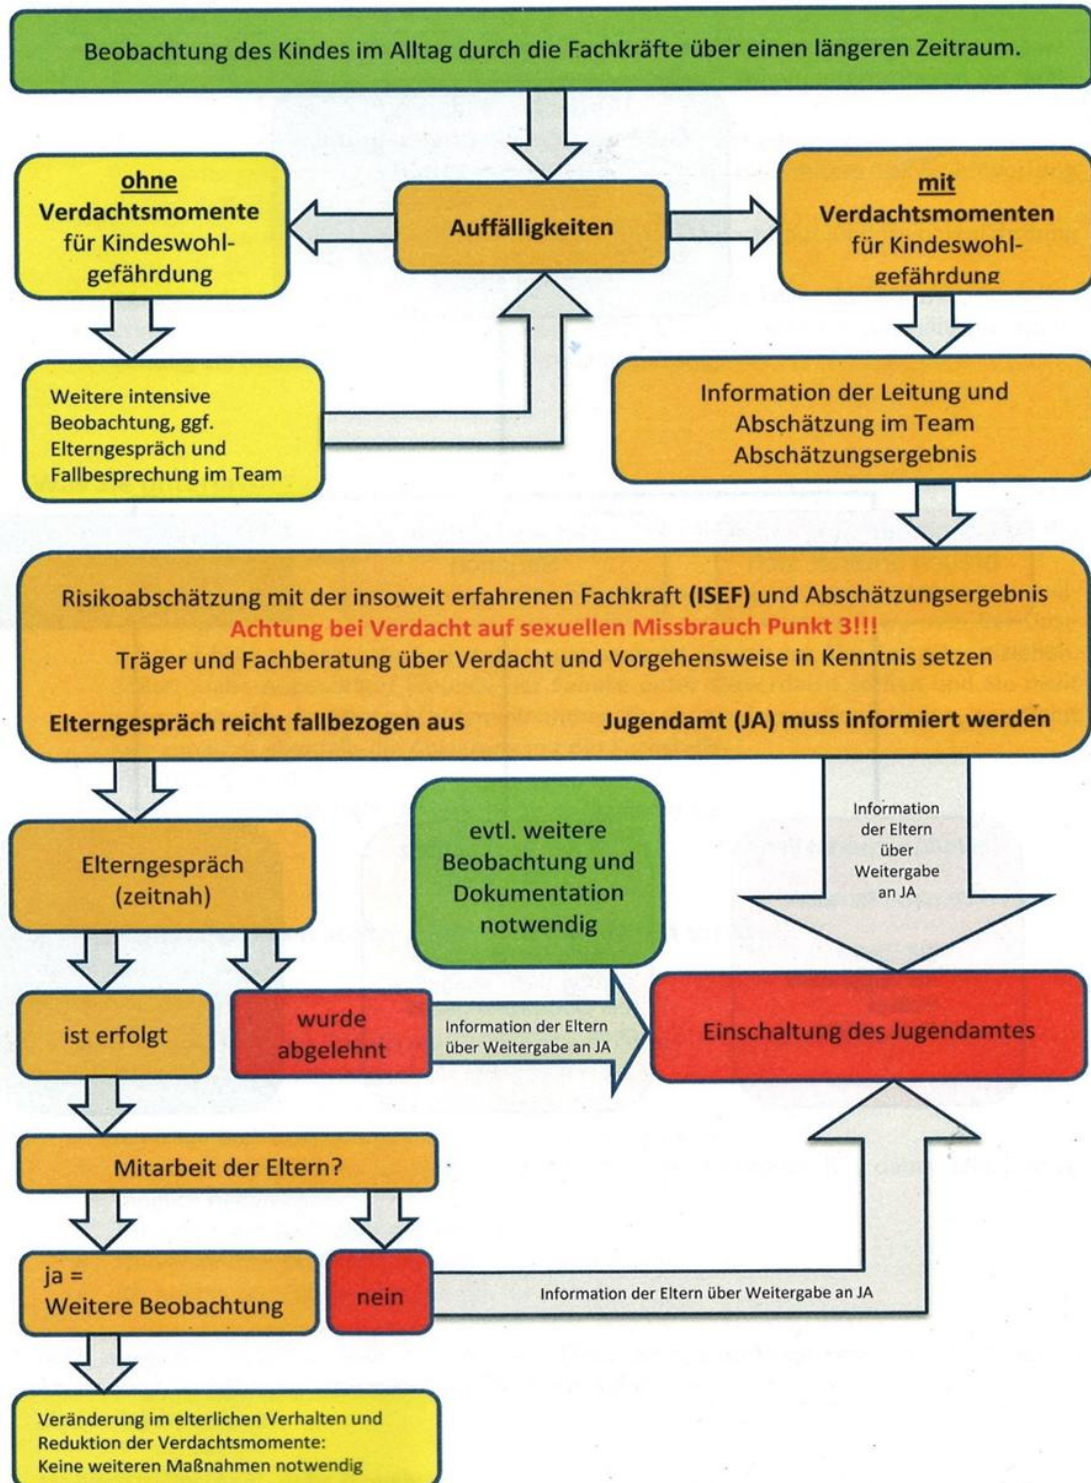 Beobachtung des Kindes im Alltag durch die Fachkräfte über einen längeren Zeitraum.
ohne
Verdachtsmomente
für Kindeswohl-
gefährdung
Auffälligkeiten
mit
Verdachtsmomenten
für Kindeswohl-
gefährdung
Weitere intensive
Beobachtung, ggf.
Elterngespräch und
Fallbesprechung im Team
Information der Leitung und
Abschätzung im Team
Abschätzungsergebnis
Risikoabschätzung mit der insoweit erfahrenen Fachkraft (ISEF) und Abschätzungsergebnis
Achtung bei Verdacht auf sexuellen Missbrauch Punkt 3!!!
Träger und Fachberatung über Verdacht und Vorgehensweise in Kenntnis setzen
Elterngespräch reicht fallbezogen aus
Jugendamt (JA) muss informiert werden
Elterngespräch
(zeitnah)
evtl. weitere
Beobachtung und
Dokumentation
notwendig
Information
der Eltern
über
Weitergabe
an JA
ist erfolgt
wurde
abgelehnt
Information der Eltern
über Weitergabe an JA
Einschaltung des Jugendamtes
Mitarbeit der Eltern?
ja =
Weitere Beobachtung
nein
Information der Eltern über Weitergabe an JA
Veränderung im elterlichen Verhalten und
Reduktion der Verdachtsmomente:
Keine weiteren Maßnahmen notwendig